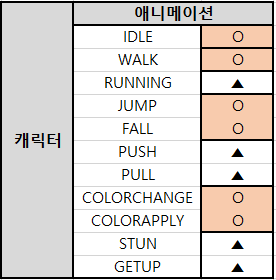 애니메이션
캐릭터
IDLE O
WALK O
RUNNING ▲
JUMP O
FALL O
PUSH ▲
PULL ▲
COLORCHANGE O
COLORAPPLY O
STUN ▲
GETUP ▲